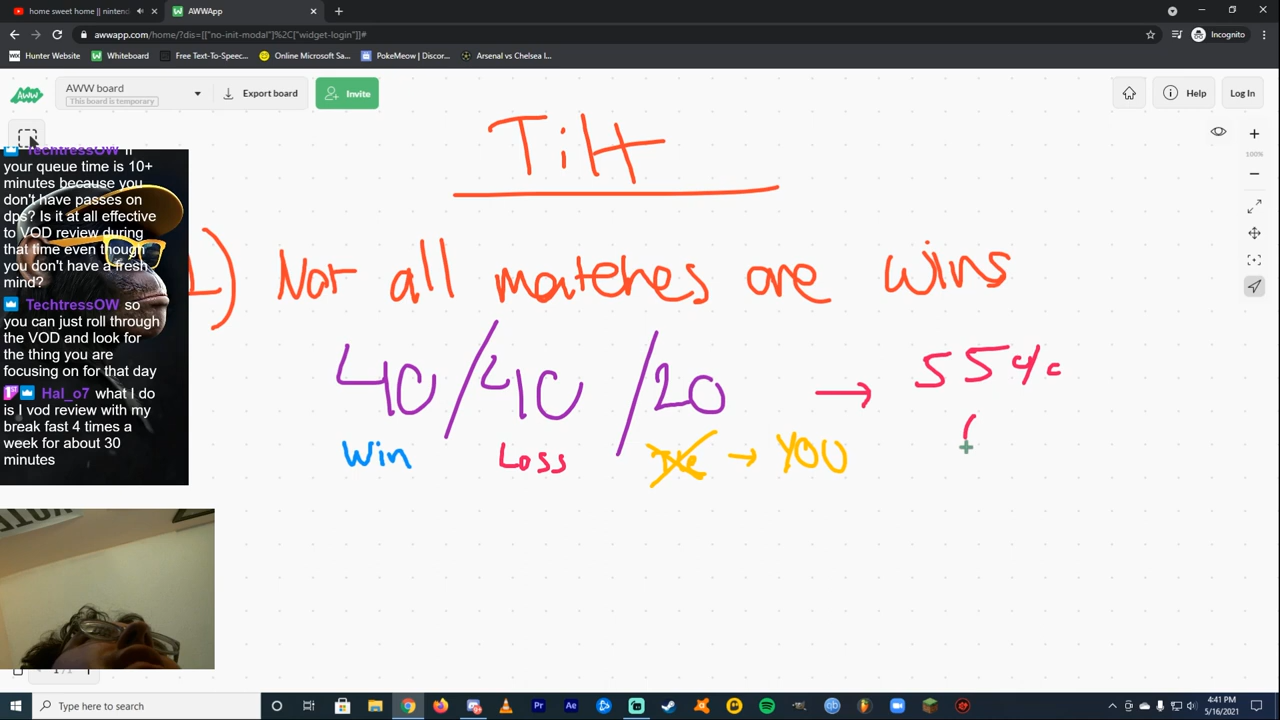 home sweet home || ninten
AWWApp
awwapp.com/home/?dis=[["no-init-modal"]%2C["widget-login"]]#
Incognito
Hunter Website
Whiteboard
Free Text-To-Speec...
Online Microsoft Sa...
PokeMeow | Discor...
Arsenal vs Chelsea l...
AWW
AWW board
This board is temporary
Export board
Invite
Help
Log In
100%
Tilt
1) Not all matches are wins
40/40/20 → 55%
Win Loss → YOU
TechtressOW If
your queue time is 10+
minutes because you
don't have passes on
dps? Is it at all effective
to VOD review during
that time even though
you don't have a fresh
mind?
TechtressOW so
you can just roll through
the VOD and look for
the thing you are
focusing on for that day
Hal_o7 what I do
is I vod review with my
break fast 4 times a
week for about 30
minutes
Type here to search
4:41 PM
5/16/2021